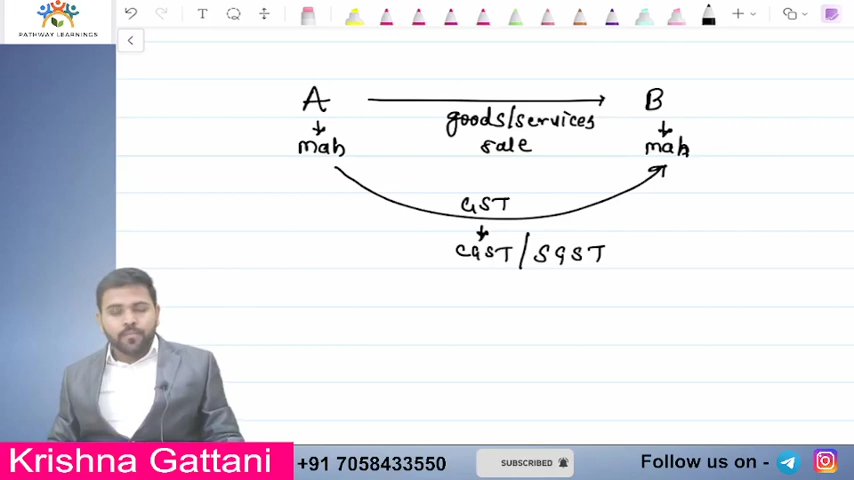 PATHWAY LEARNINGS
T
A B
goods/services
mah mah
sale
GST
CGST/SGST
Krishna Gattani +91 7058433550 SUBSCRIBED Follow us on -